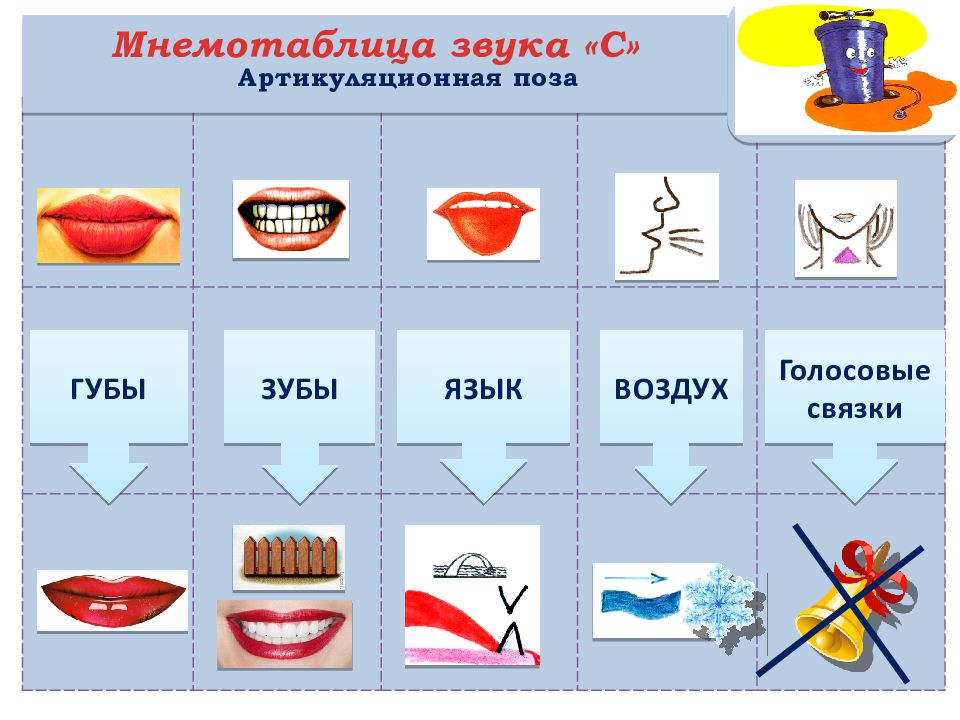 Мнемотаблица звука «С»
Артикуляционная поза
ГУБЫ
ЗУБЫ
ЯЗЫК
ВОЗДУХ
Голосовые
связки